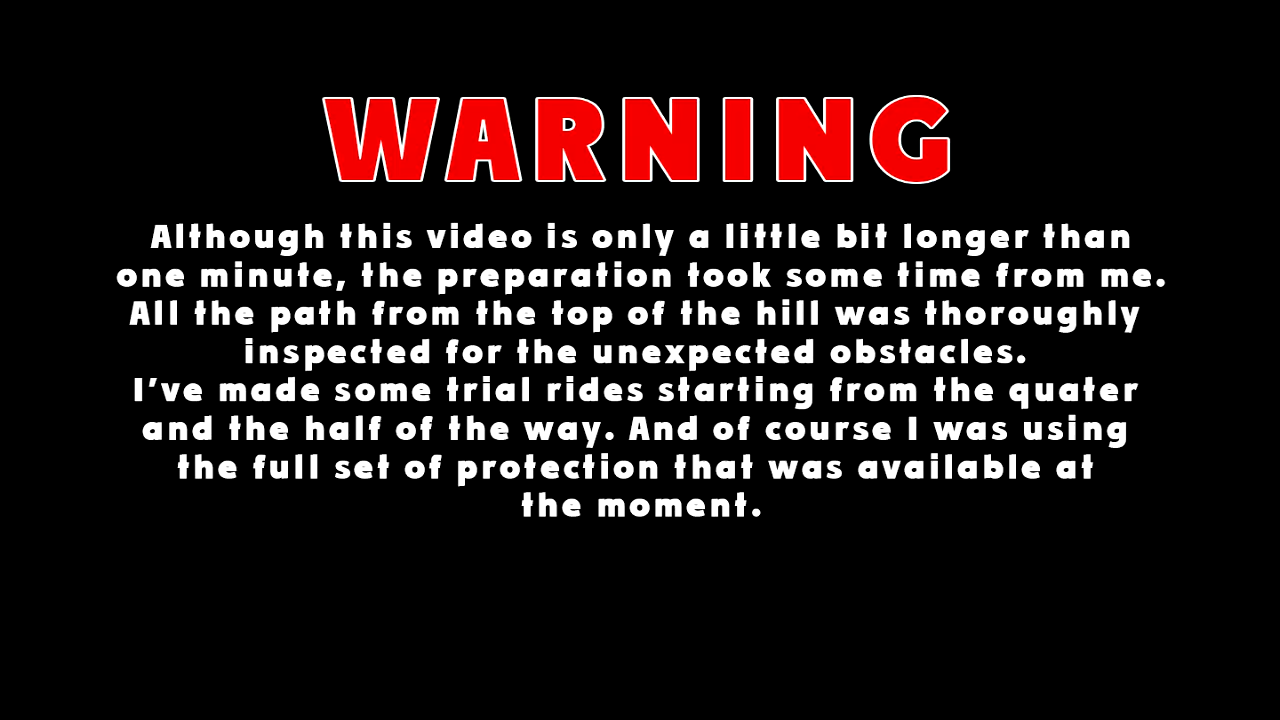 WARNING
Although this video is only a little bit longer than
one minute, the preparation took some time from me.
All the path from the top of the hill was thoroughly
inspected for the unexpected obstacles.
I've made some trial rides starting from the quater
and the half of the way. And of course I was using
the full set of protection that was available at
the moment.